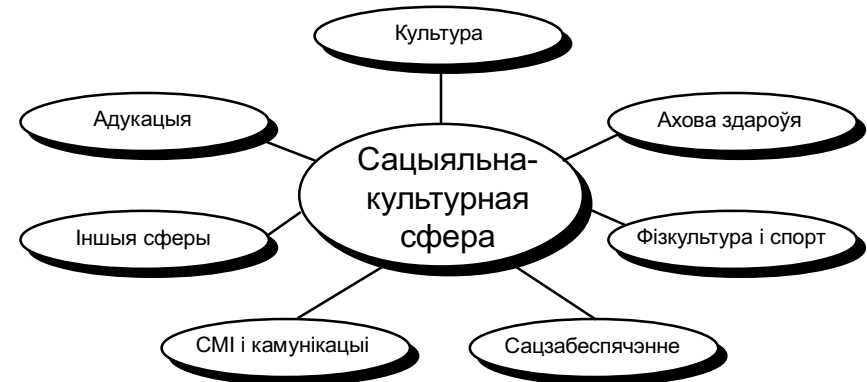 Культура
Адукацыя
Ахова здароўя
Сацыяльна-
культурная
сфера
Іншыя сферы
Фізкультура і спорт
СМІ і камунікацыі
Сацзабеспячэнне